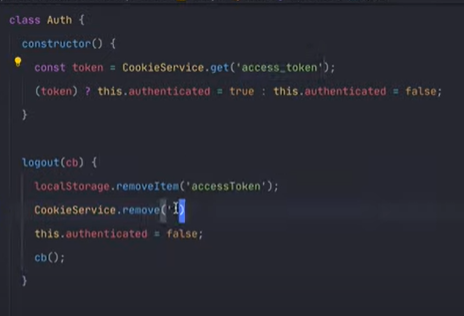 class Auth {
constructor() {
const token = CookieService.get('access_token');
(token) ? this.authenticated = true : this.authenticated = false;
}
logout(cb) {
localStorage.removeItem('accessToken');
CookieService.remove(')
this.authenticated = false;
cb();
}